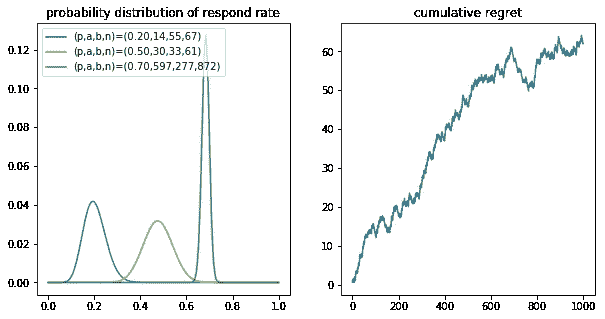 probability distribution of respond rate
(p,a,b,n)=(0.20,14,55,67)
(p,a,b,n)=(0.50,30,33,61)
(p,a,b,n)=(0.70,597,277,872)
0.12
0.10
0.08
0.06
0.04
0.02
0.00
0.0 0.2 0.4 0.6 0.8 1.0
cumulative regret
60
50
40
30
20
10
0
0 200 400 600 800 1000